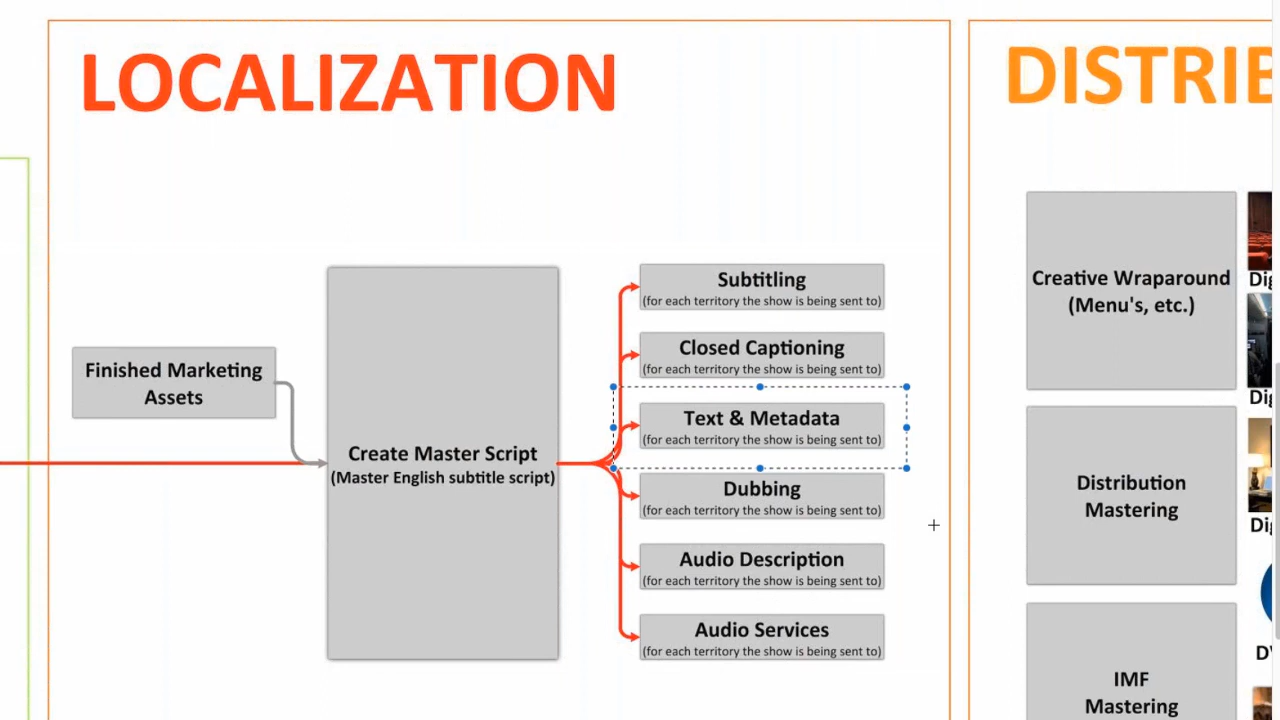 LOCALIZATION
Finished Marketing
Assets
Create Master Script
(Master English subtitle script)
Subtitling
(for each territory the show is being sent to)
Closed Captioning
(for each territory the show is being sent to)
Text & Metadata
(for each territory the show is being sent to)
Dubbing
(for each territory the show is being sent to)
Audio Description
(for each territory the show is being sent to)
Audio Services
(for each territory the show is being sent to)
DISTRIB
Creative Wraparound
(Menu's, etc.)
Distribution
Mastering
IMF
Mastering
Dig
Dig
Dig